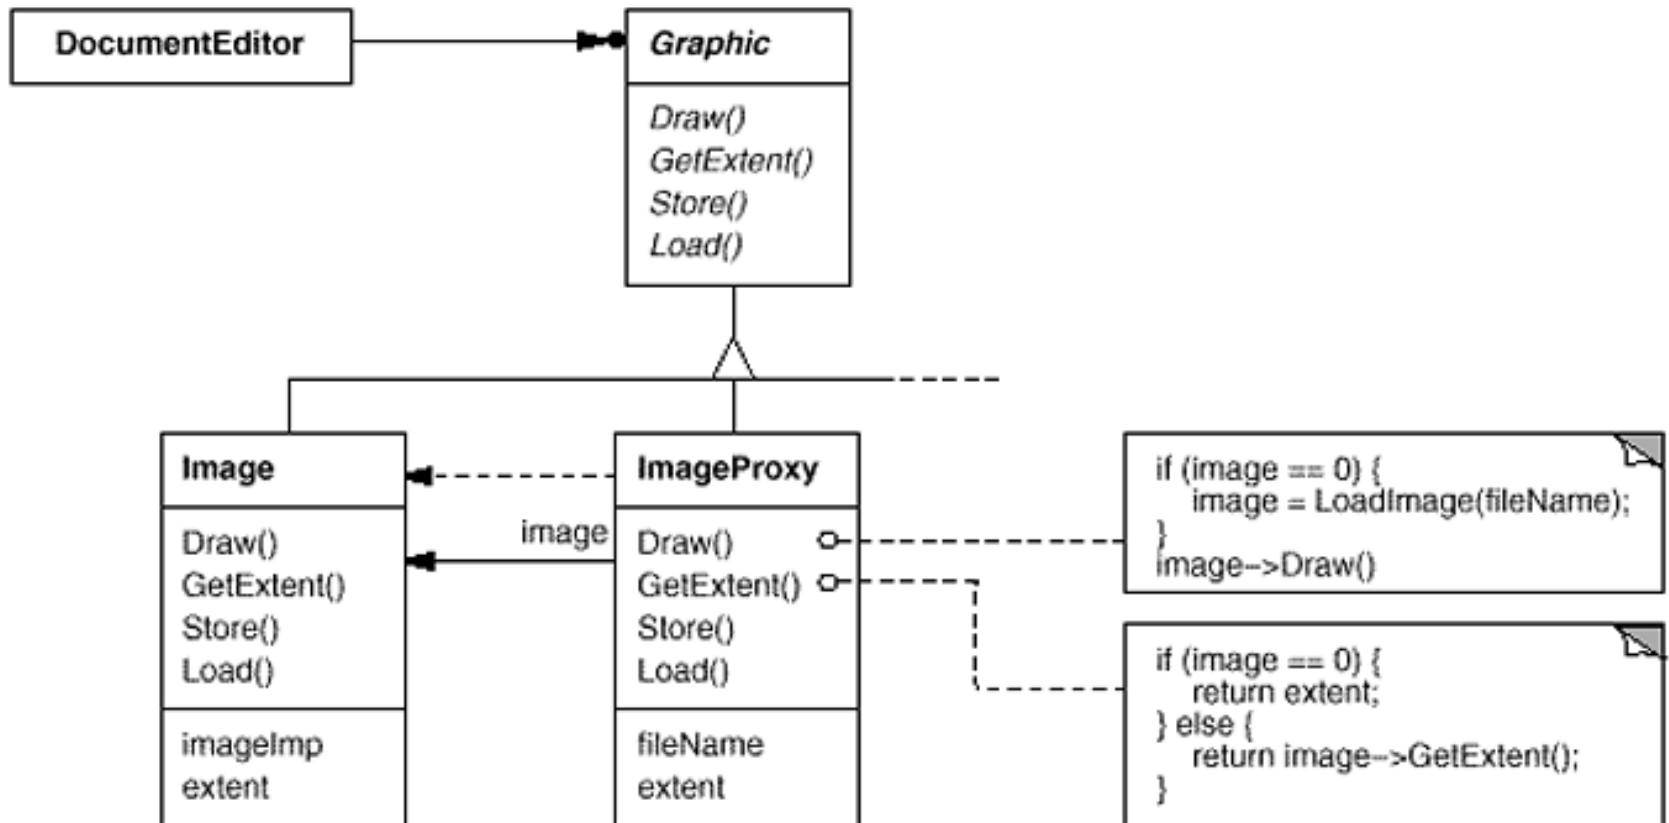 DocumentEditor
Graphic
Draw()
GetExtent()
Store()
Load()
Image
Draw()
GetExtent()
Store()
Load()
imageImp
extent
image
ImageProxy
Draw()
GetExtent()
Store()
Load()
fileName
extent
if (image == 0) {
image = LoadImage(fileName);
}
image->Draw()
if (image == 0) {
return extent;
} else {
return image->GetExtent();
}